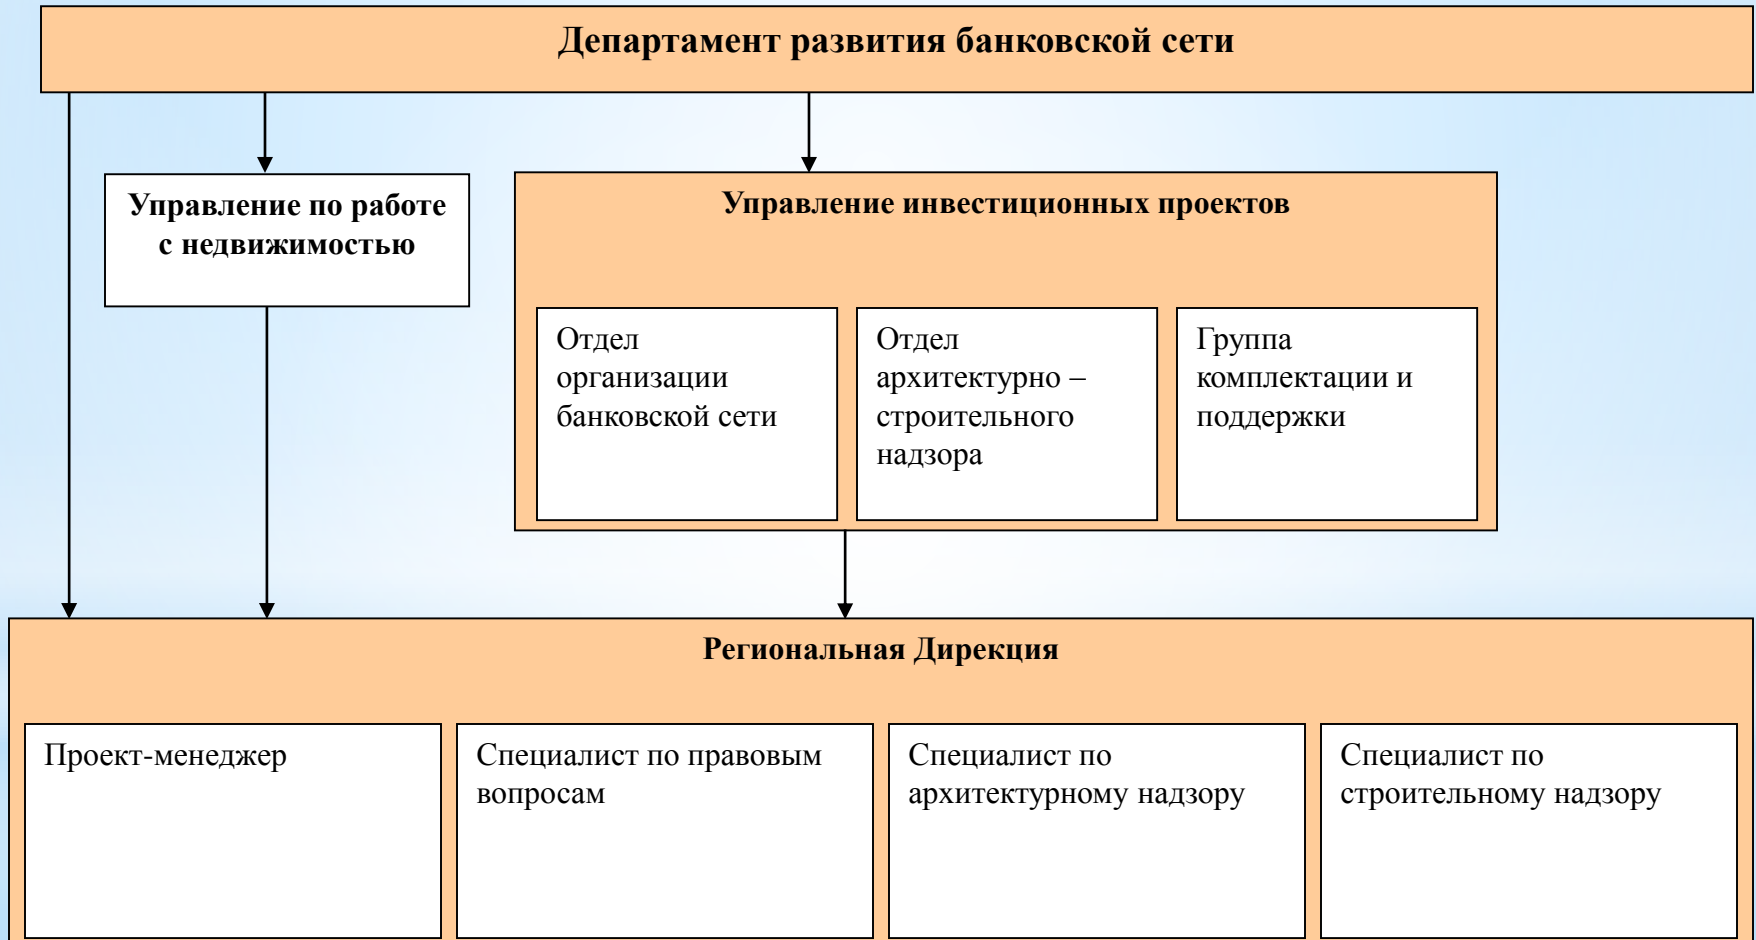 Департамент развития банковской сети
Управление по работе
с недвижимостью
Управление инвестиционных проектов
Отдел
организации
банковской сети
Отдел
архитектурно –
строительного
надзора
Группа
комплектации и
поддержки
Региональная Дирекция
Проект-менеджер
Специалист по правовым
вопросам
Специалист по
архитектурному надзору
Специалист по
строительному надзору